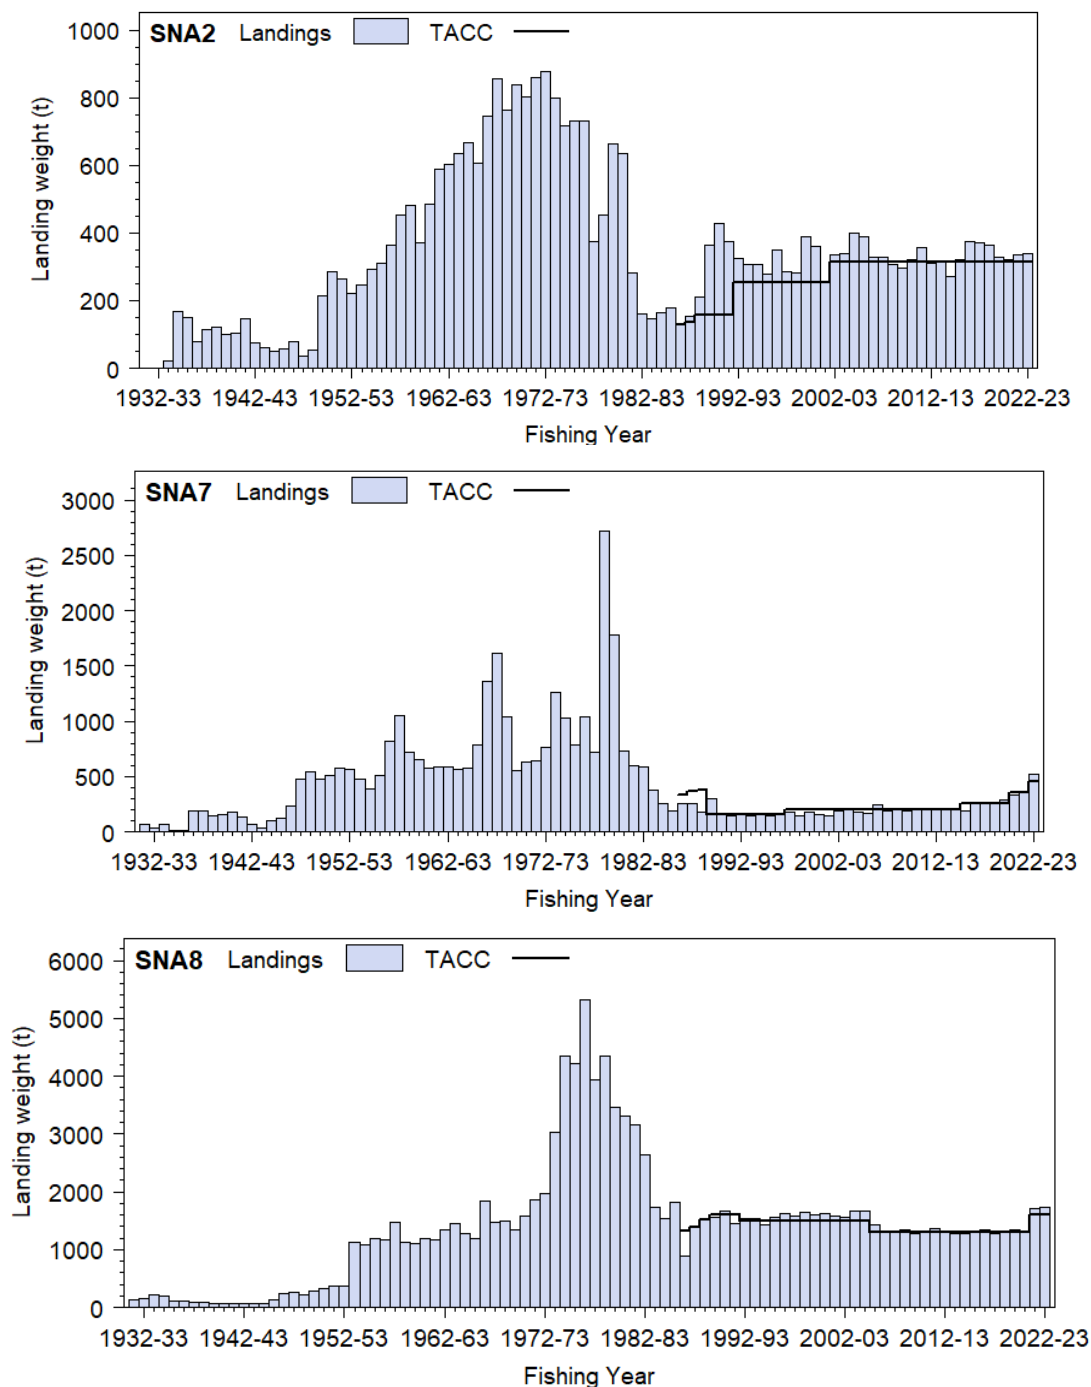 SNA2 Landings TACC
1000
800
600
400
200
0
Landing weight (t)
1932-33 1942-43 1952-53 1962-63 1972-73 1982-83 1992-93 2002-03 2012-13 2022-23
Fishing Year
SNA7 Landings TACC
3000
2500
2000
1500
1000
500
0
Landing weight (t)
1932-33 1942-43 1952-53 1962-63 1972-73 1982-83 1992-93 2002-03 2012-13 2022-23
Fishing Year
SNA8 Landings TACC
6000
5000
4000
3000
2000
1000
0
Landing weight (t)
1932-33 1942-43 1952-53 1962-63 1972-73 1982-83 1992-93 2002-03 2012-13 2022-23
Fishing Year